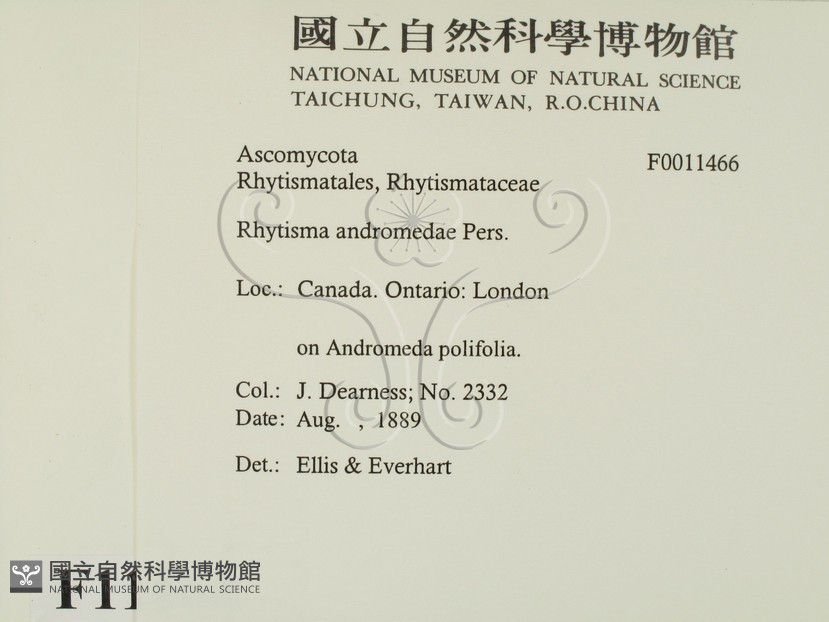 國立自然科學博物館
NATIONAL MUSEUM OF NATURAL SCIENCE
TAICHUNG, TAIWAN, R.O.CHINA
Ascomycota F0011466
Rhytismatales, Rhytismataceae
Rhytisma andromedae Pers.
Loc.: Canada. Ontario: London
on Andromeda polifolia.
Col.: J. Dearness; No. 2332
Date: Aug. , 1889
Det.: Ellis & Everhart
國立自然科學博物館
NATIONAL MUSEUM OF NATURAL SCIENCE